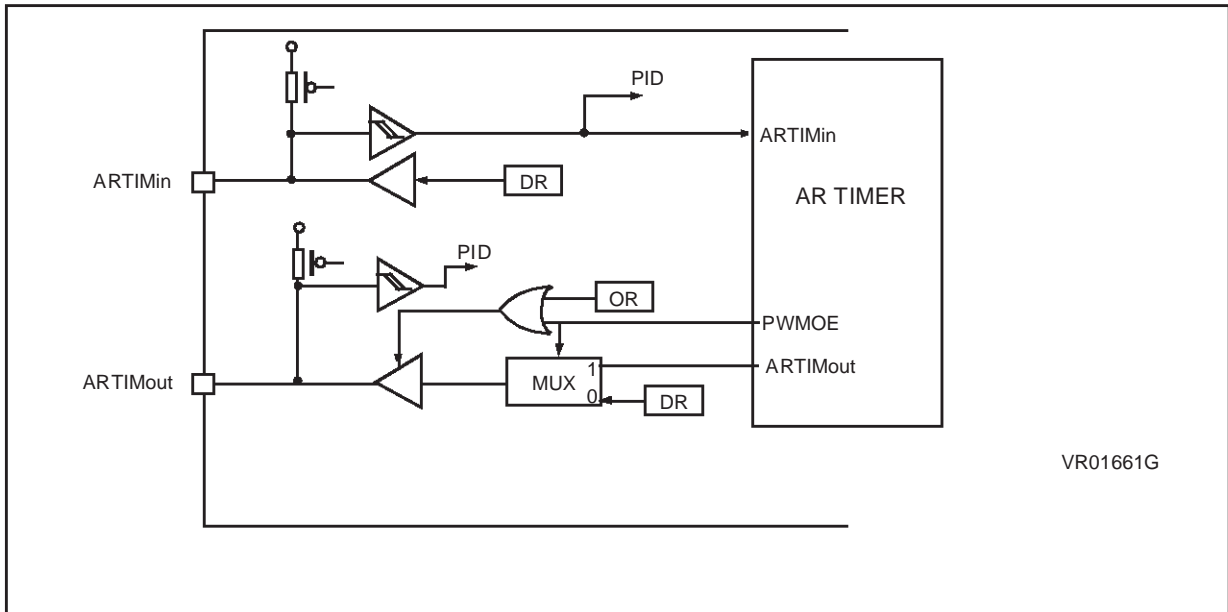 PID
ARTIMin
ARTIMin
DR
AR TIMER
PID
OR
PWMOE
ARTIMout
ARTIMout
MUX
1
0
DR
VR01661G